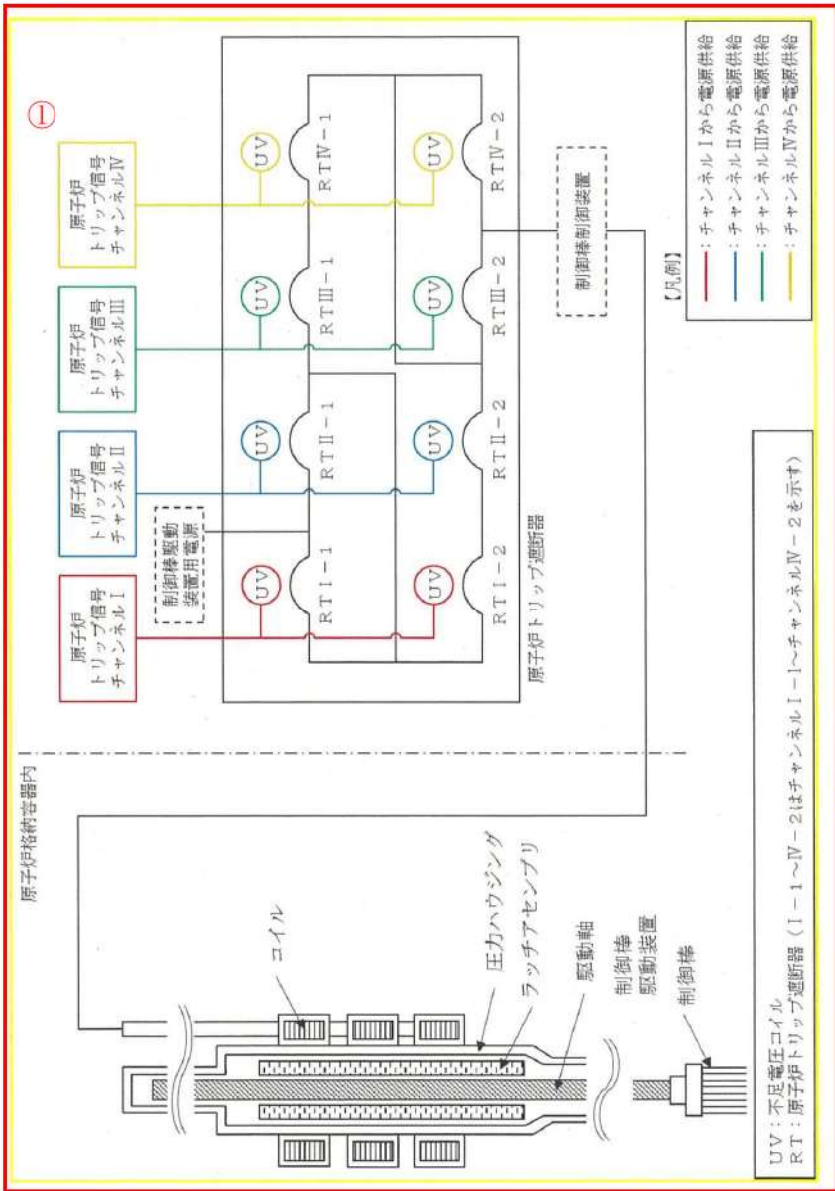 ①
原子炉
トリップ信号
チャンネルⅠ
原子炉
トリップ信号
チャンネルⅡ
原子炉
トリップ信号
チャンネルⅢ
原子炉
トリップ信号
チャンネルⅣ
制御棒駆動
装置用電源
UV
UV
UV
UV
RTⅠ-1
RTⅡ-1
RTⅢ-1
RTⅣ-1
UV
UV
UV
UV
RTⅠ-2
RTⅡ-2
RTⅢ-2
RTⅣ-2
原子炉トリップ遮断器
制御棒制御装置
原子炉格納容器内
コイル
圧力ハウジング
ラッチアセンブリ
駆動軸
制御棒
駆動装置
制御棒
【凡例】
:チャンネルⅠから電源供給
:チャンネルⅡから電源供給
:チャンネルⅢから電源供給
:チャンネルⅣから電源供給
UV:不足電圧コイル
RT:原子炉トリップ遮断器(Ⅰ-1~Ⅳ-2はチャンネルⅠ-1~チャンネルⅣ-2を示す)